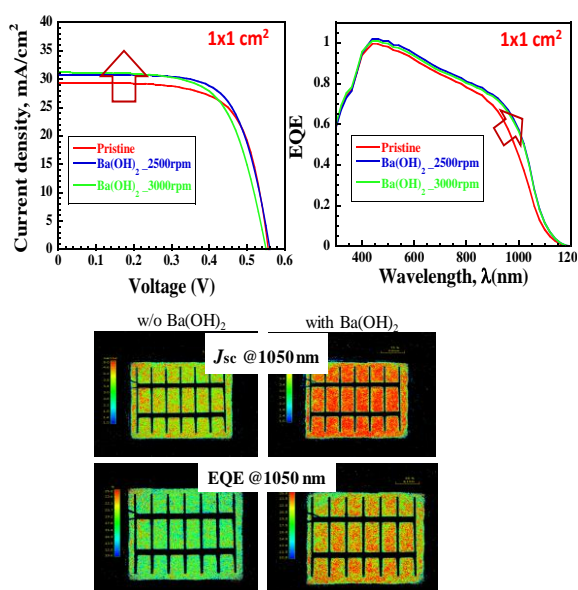 1x1 cm²
40
35
30
25
20
15
10
5
0
Current density, mA/cm²
Pristine
Ba(OH)₂_2500rpm
Ba(OH)₂_3000rpm
0 0.1 0.2 0.3 0.4 0.5 0.6
Voltage (V)
1x1 cm²
1
0.8
0.6
0.4
0.2
0
EQE
Pristine
Ba(OH)₂_2500rpm
Ba(OH)₂_3000rpm
200 400 600 800 1000 120
Wavelength, λ(nm)
w/o Ba(OH)₂ with Ba(OH)₂
Jsc @1050 nm
EQE @1050 nm